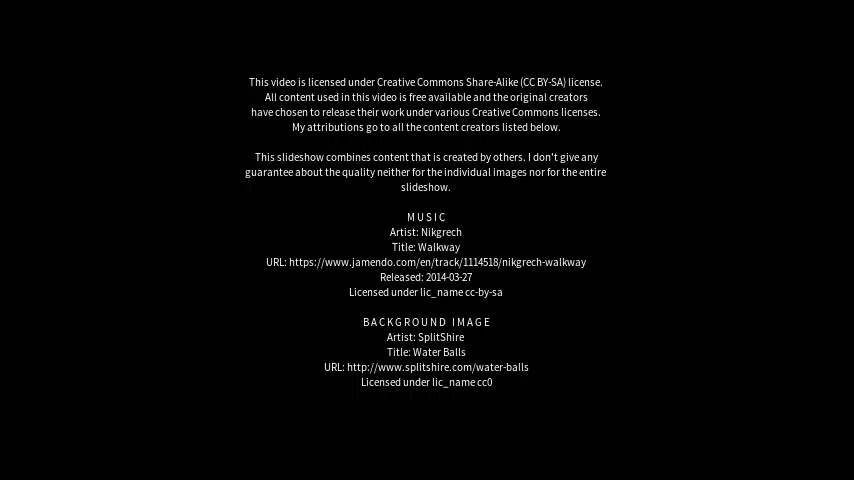 This video is licensed under Creative Commons Share-Alike (CC BY-SA) license.
All content used in this video is free available and the original creators
have chosen to release their work under various Creative Commons licenses.
My attributions go to all the content creators listed below.
This slideshow combines content that is created by others. I don't give any
guarantee about the quality neither for the individual images nor for the entire
slideshow.
MUSIC
Artist: Nikgrech
Title: Walkway
URL: https://www.jamendo.com/en/track/1114518/nikgrech-walkway
Released: 2014-03-27
Licensed under lic_name cc-by-sa
BACKGROUND IMAGE
Artist: SplitShire
Title: Water Balls
URL: http://www.splitshire.com/water-balls
Licensed under lic_name cc0